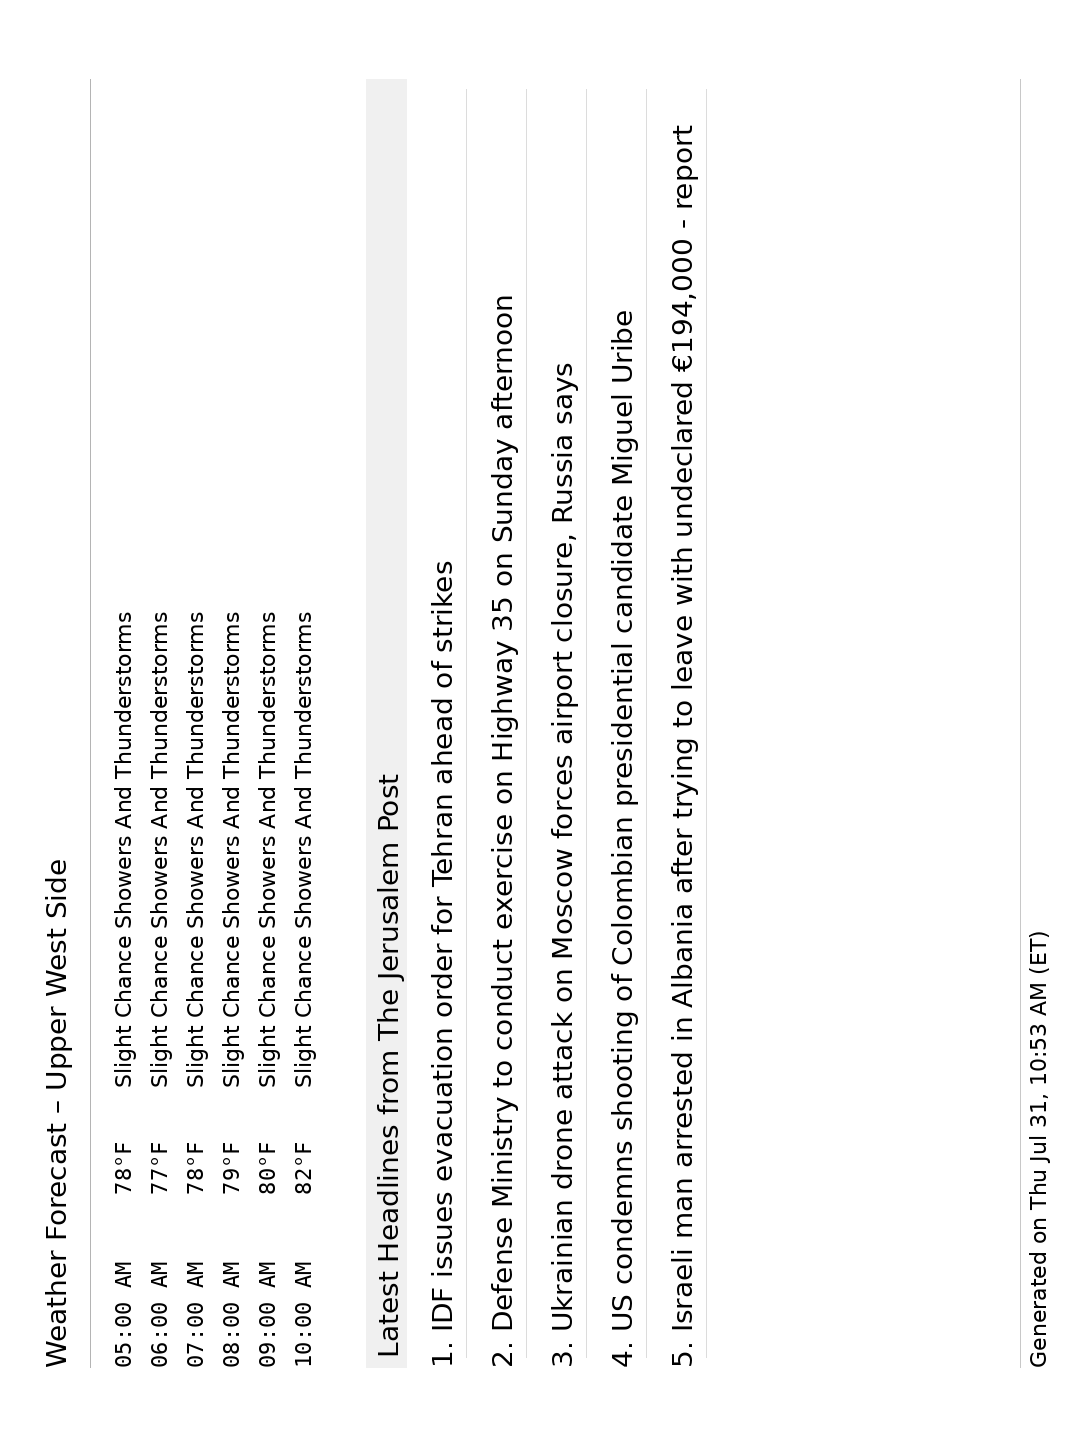 Weather Forecast – Upper West Side
05:00 AM 78°F Slight Chance Showers And Thunderstorms
06:00 AM 77°F Slight Chance Showers And Thunderstorms
07:00 AM 78°F Slight Chance Showers And Thunderstorms
08:00 AM 79°F Slight Chance Showers And Thunderstorms
09:00 AM 80°F Slight Chance Showers And Thunderstorms
10:00 AM 82°F Slight Chance Showers And Thunderstorms
Latest Headlines from The Jerusalem Post
1. IDF issues evacuation order for Tehran ahead of strikes
2. Defense Ministry to conduct exercise on Highway 35 on Sunday afternoon
3. Ukrainian drone attack on Moscow forces airport closure, Russia says
4. US condemns shooting of Colombian presidential candidate Miguel Uribe
5. Israeli man arrested in Albania after trying to leave with undeclared €194,000 - report
Generated on Thu Jul 31, 10:53 AM (ET)